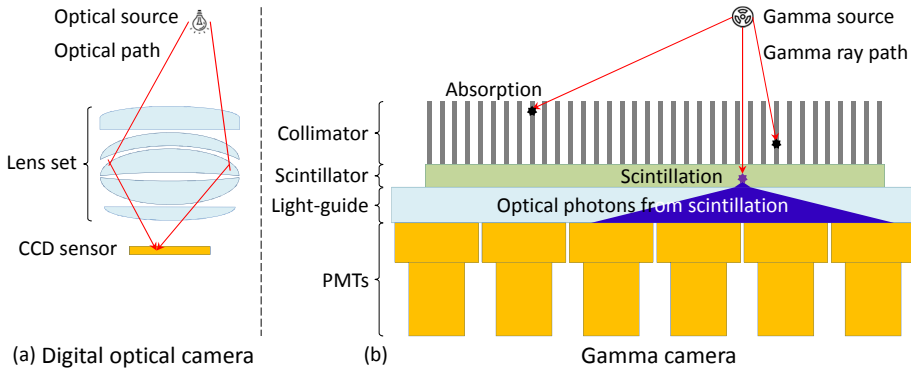 Optical source
Optical path
Lens set
CCD sensor
(a) Digital optical camera
Gamma source
Gamma ray path
Absorption
Collimator
Scintillator
Scintillation
Light-guide
Optical photons from scintillation
PMTs
(b)
Gamma camera